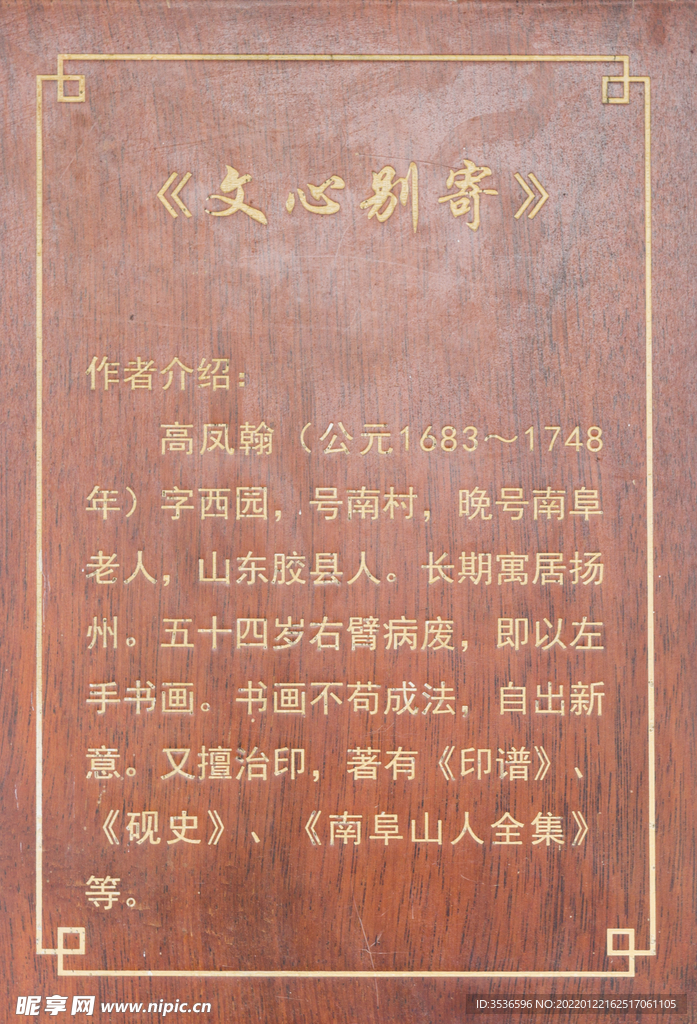 《文心别寄》
作者介绍：
高凤翰（公元1683～1748
年）字西园，号南村，晚号南阜
老人，山东胶县人。长期寓居扬
州。五十四岁右臂病废，即以左
手书画。书画不苟成法，自出新
意。又擅治印，著有《印谱》、
《砚史》、《南阜山人全集》
等。
昵享网 www.nipic.cn
ID:3536596 NO:20220122162517061105